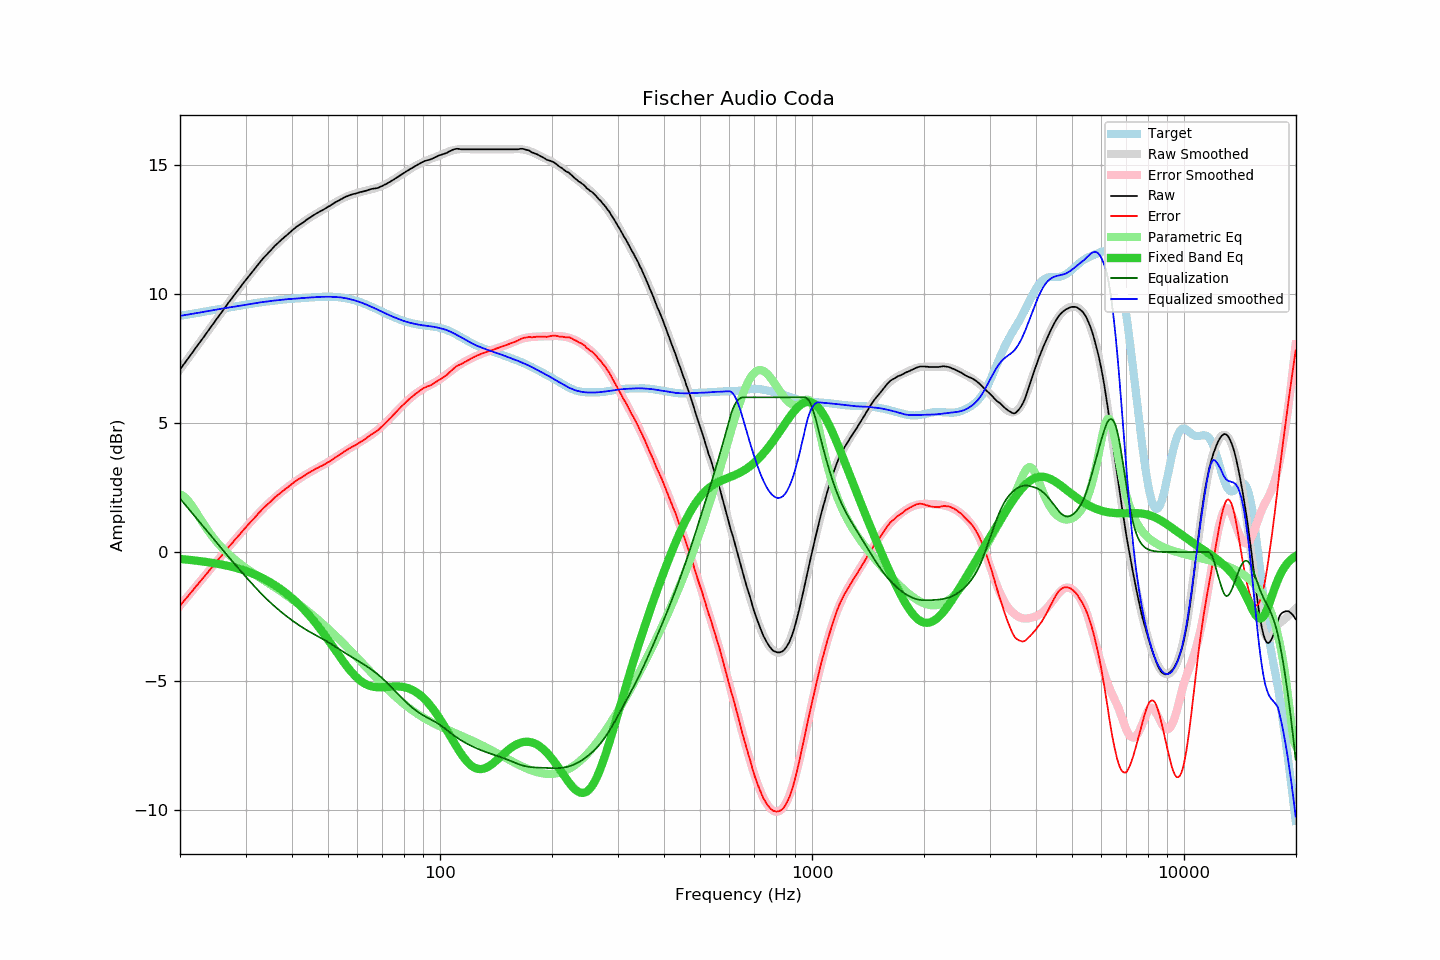 Fischer Audio Coda
Target
Raw Smoothed
Error Smoothed
Raw
Error
Parametric Eq
Fixed Band Eq
Equalization
Equalized smoothed
Amplitude (dBr)
15
10
5
0
−5
−10
100
1000
10000
Frequency (Hz)